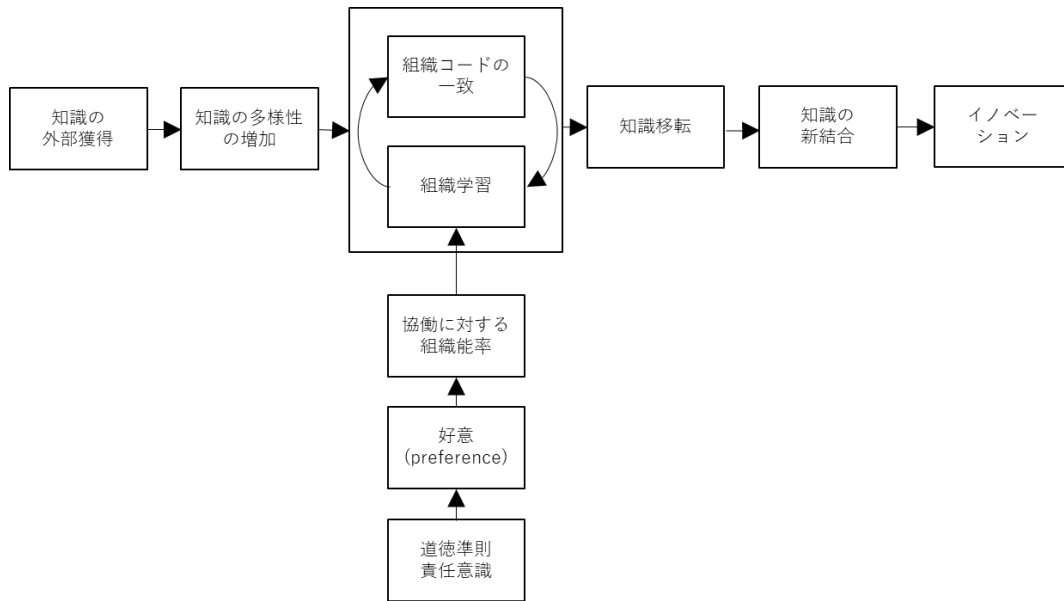 組織コードの
一致
知識の
外部獲得
知識の多様性
の増加
組織学習
知識移転
知識の
新結合
イノベー
ション
協働に対する
組織能率
好意
(preference)
道徳準則
責任意識